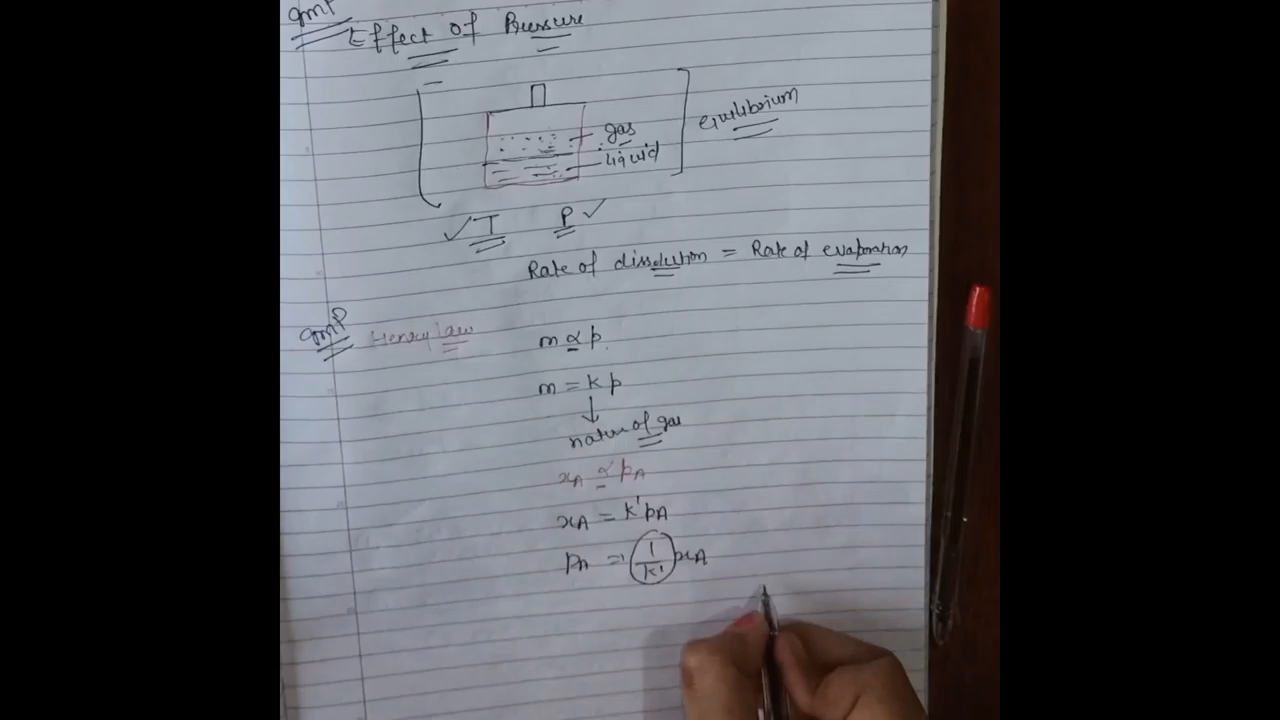 Imp
Effect of Pressure
gas
liquid
equilibrium
✓ T P ✓
Rate of dissolution = Rate of evaporation
Imp Henry law
m ∝ p
m = k p
↓
nature of gas
xA ∝ pA
xA = k'pA
pA = 1/k' xA